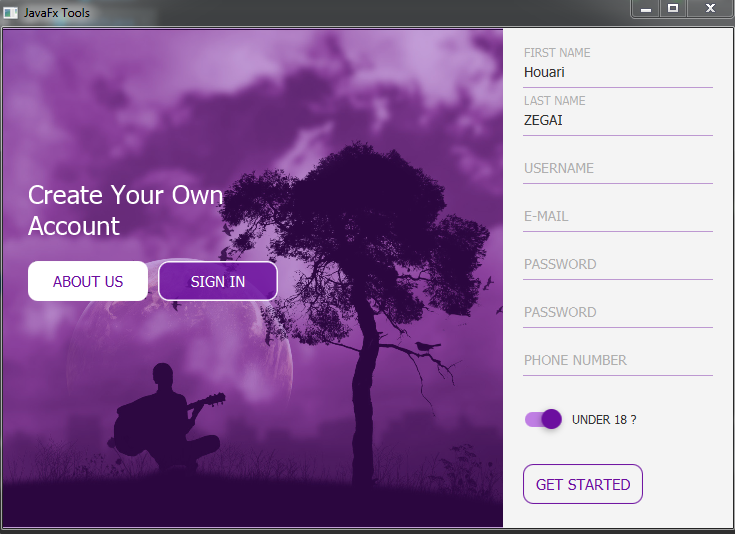 JavaFx Tools
Create Your Own
Account
ABOUT US
SIGN IN
FIRST NAME
Houari
LAST NAME
ZEGAI
USERNAME
E-MAIL
PASSWORD
PASSWORD
PHONE NUMBER
UNDER 18 ?
GET STARTED